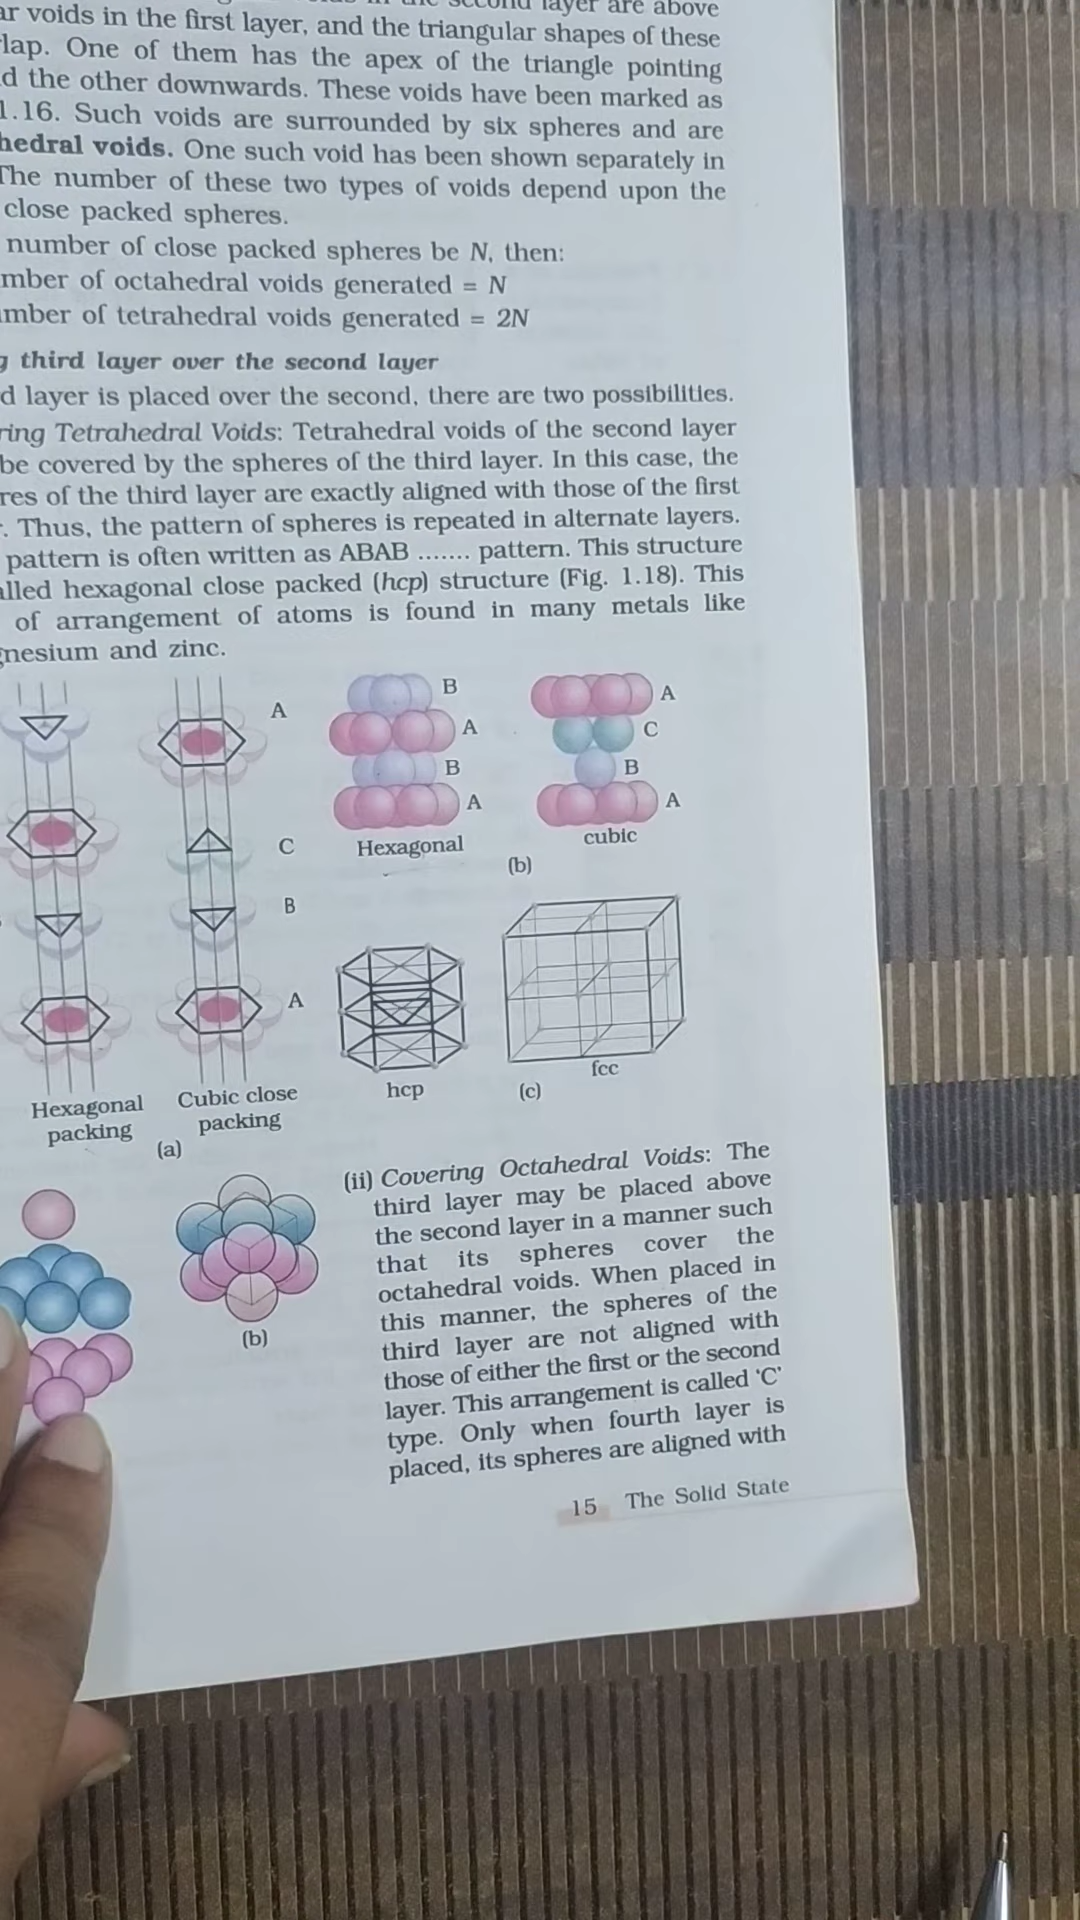 layer are above
voids in the first layer, and the triangular shapes of these
One of them has the apex of the triangle pointing
the other downwards. These voids have been marked as
1.16. Such voids are surrounded by six spheres and are
voids. One such void has been shown separately in
The number of these two types of voids depend upon the
close packed spheres.
number of close packed spheres be N, then:
of octahedral voids generated = N
of tetrahedral voids generated = 2N
third layer over the second layer
layer is placed over the second, there are two possibilities.
Tetrahedral Voids: Tetrahedral voids of the second layer
be covered by the spheres of the third layer. In this case, the
of the third layer are exactly aligned with those of the first
Thus, the pattern of spheres is repeated in alternate layers.
pattern is often written as ABAB ....... pattern. This structure
hexagonal close packed (hcp) structure (Fig. 1.18). This
of arrangement of atoms is found in many metals like
and zinc.
A
C
B
A
Hexagonal
packing
Cubic close
packing
(a)
B
A
B
A
Hexagonal
A
C
B
A
cubic
(b)
hcp
fcc
(c)
(b)
(ii) Covering Octahedral Voids: The
third layer may be placed above
the second layer in a manner such
that its spheres cover the
octahedral voids. When placed in
this manner, the spheres of the
third layer are not aligned with
those of either the first or the second
layer. This arrangement is called ‘C’
type. Only when fourth layer is
placed, its spheres are aligned with
15 The Solid State